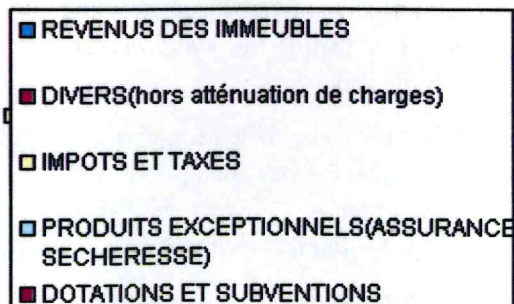 REVENUS DES IMMEUBLES
DIVERS(hors atténuation de charges)
IMPOTS ET TAXES
PRODUITS EXCEPTIONNELS(ASSURANCE
SECHERESSE)
DOTATIONS ET SUBVENTIONS